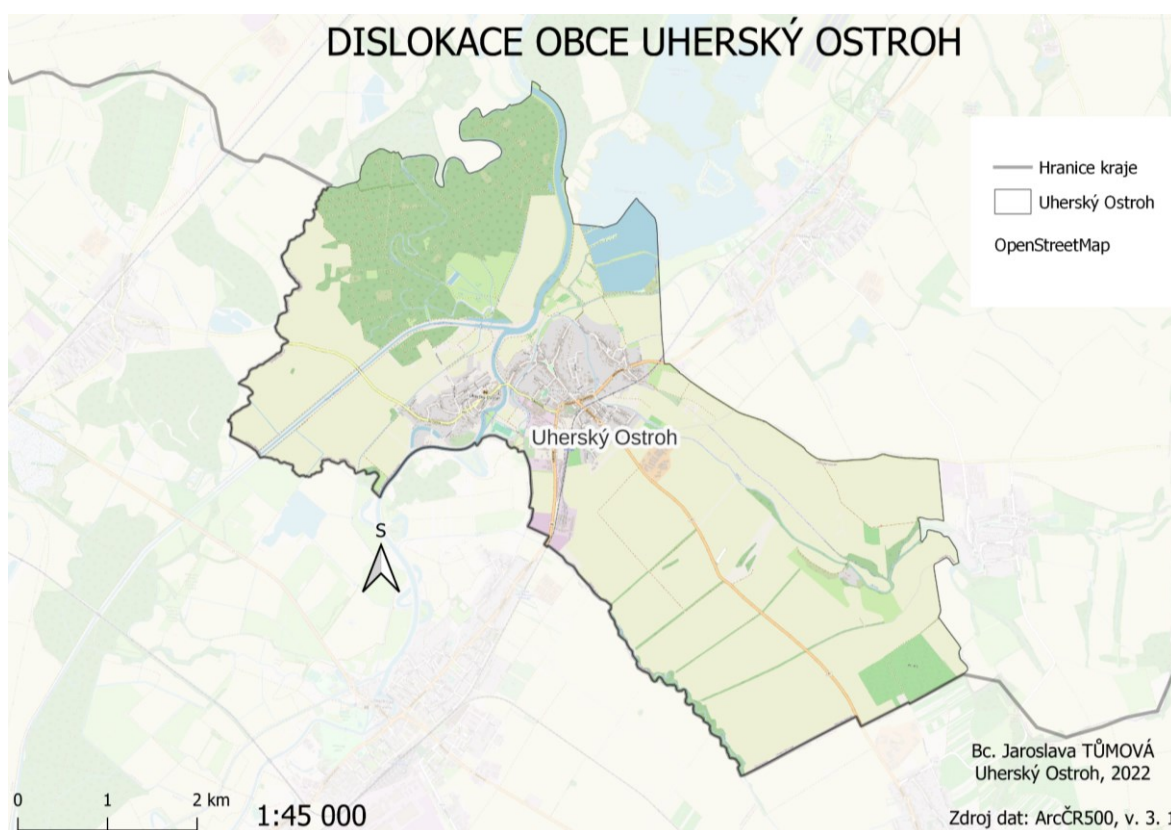 DISLOKACE OBCE UHERSKÝ OSTROH
Hranice kraje
Uherský Ostroh
OpenStreetMap
Uherský Ostroh
S
0 1 2 km
1:45 000
Bc. Jaroslava TŮMOVÁ
Uherský Ostroh, 2022
Zdroj dat: ArcČR500, v. 3.